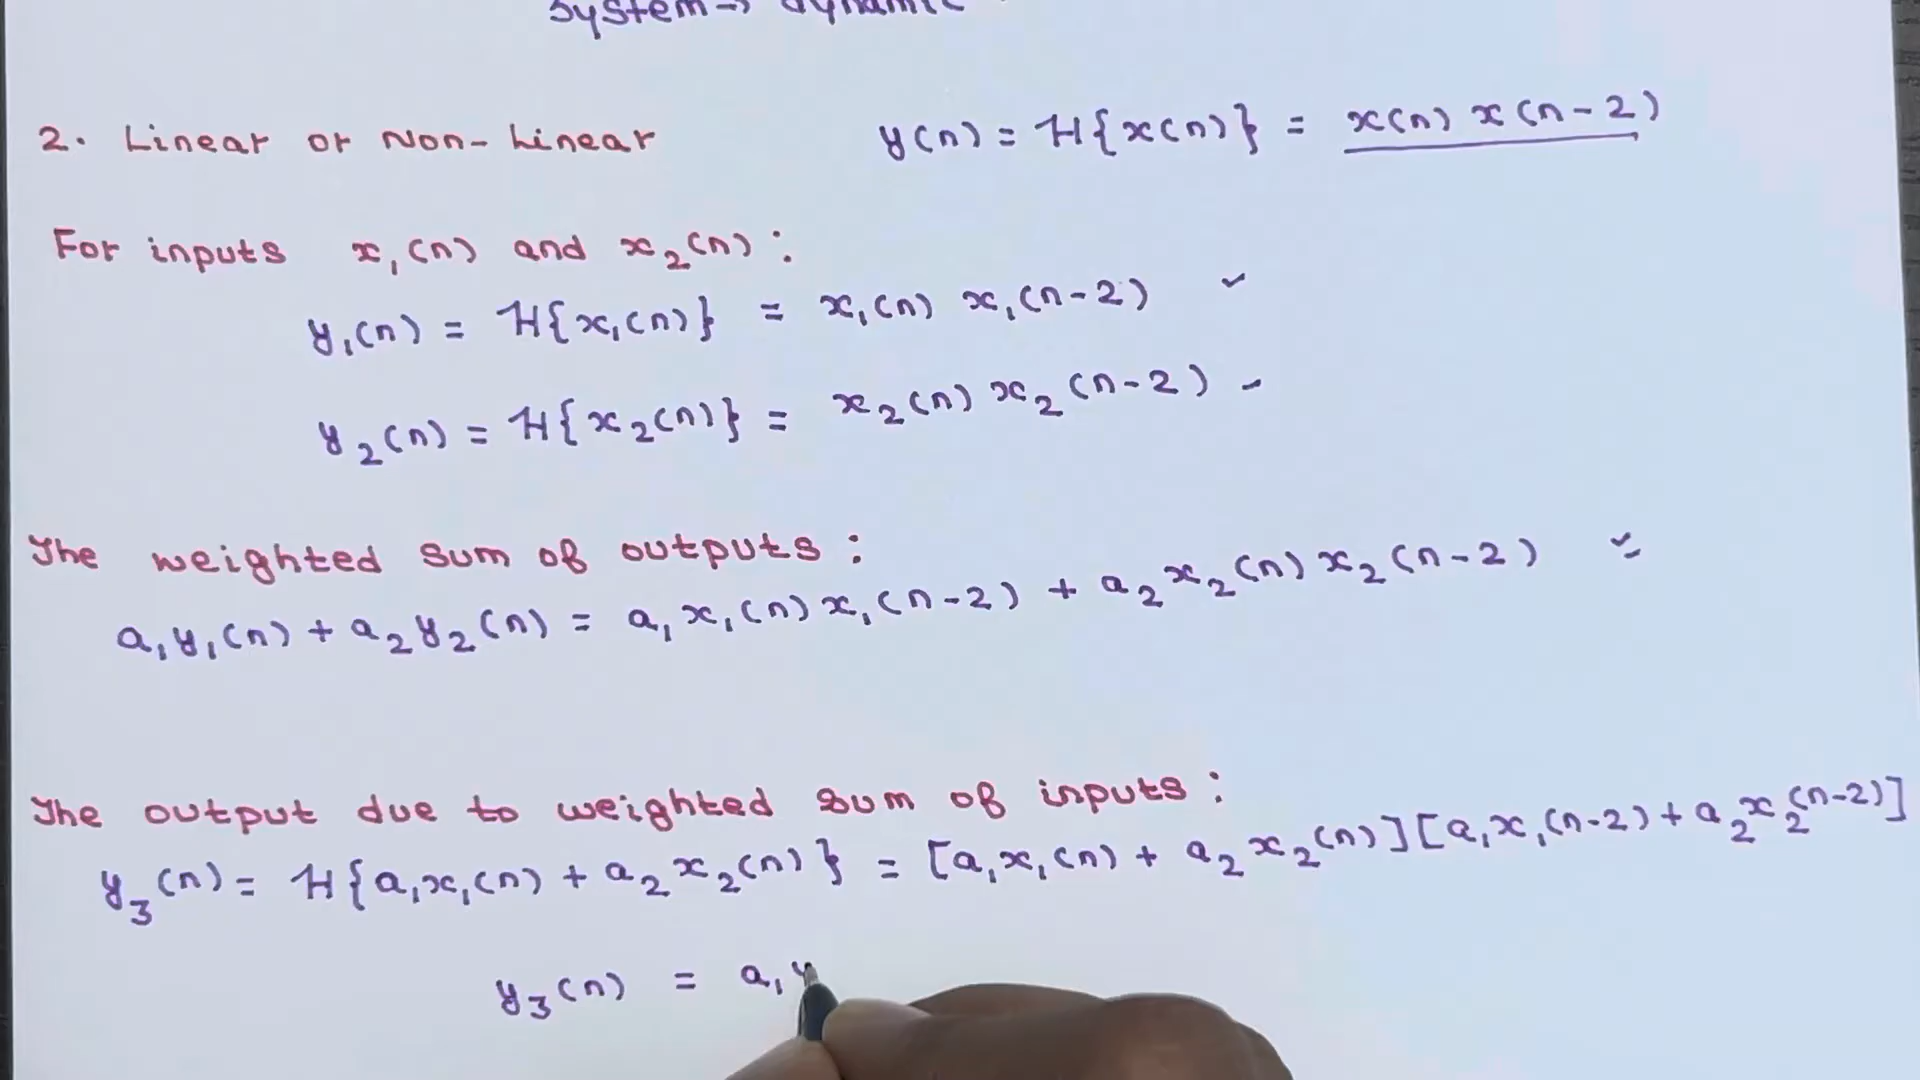 System → dynamic
2. Linear or Non-Linear
y(n) = H{x(n)} = x(n) x(n-2)
For inputs x₁(n) and x₂(n):
y₁(n) = H{x₁(n)} = x₁(n) x₁(n-2)
y₂(n) = H{x₂(n)} = x₂(n) x₂(n-2)
The weighted sum of outputs:
a₁y₁(n) + a₂y₂(n) = a₁x₁(n)x₁(n-2) + a₂x₂(n)x₂(n-2)
The output due to weighted sum of inputs:
y₃(n) = H{a₁x₁(n) + a₂x₂(n)} = [a₁x₁(n) + a₂x₂(n)][a₁x₁(n-2) + a₂x₂(n-2)]
y₃(n) = a₁